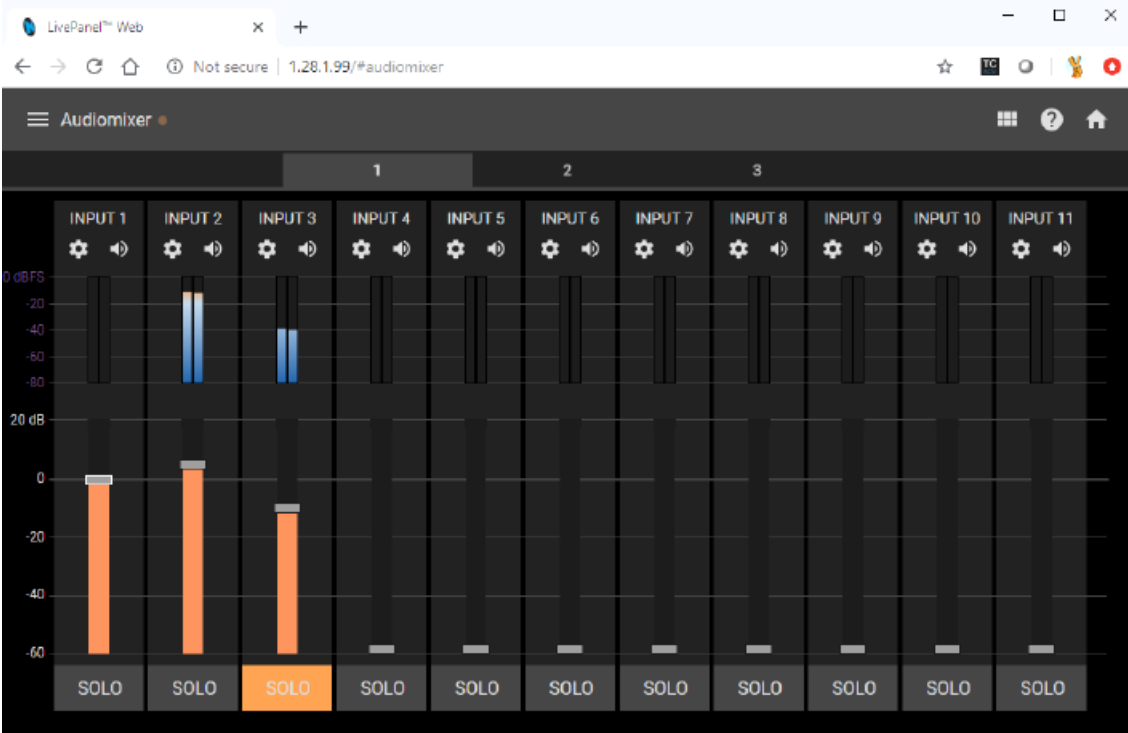 LivePanel™ Web
Not secure 1.28.1.99/#audiomixer
TC
Audiomixer
1 2 3
INPUT 1 INPUT 2 INPUT 3 INPUT 4 INPUT 5 INPUT 6 INPUT 7 INPUT 8 INPUT 9 INPUT 10 INPUT 11
0 dBFS
-20
-40
-60
-80
20 dB
0
-20
-40
-60
SOLO SOLO SOLO SOLO SOLO SOLO SOLO SOLO SOLO SOLO SOLO